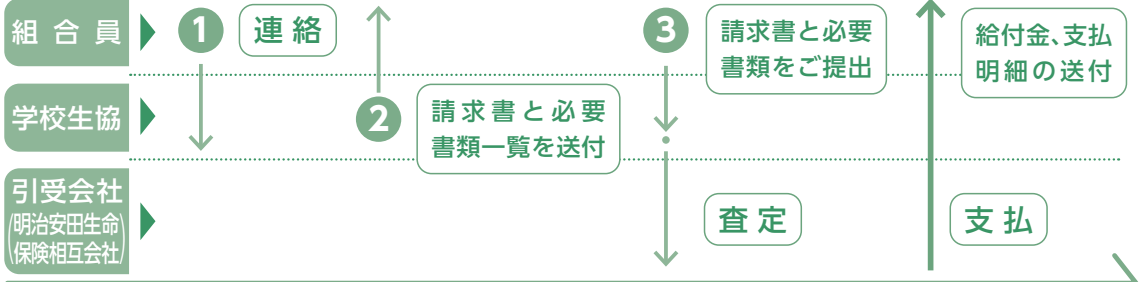 組合員
1
連絡
3
請求書と必要
書類をご提出
給付金、支払
明細の送付
学校生協
2
請求書と必要
書類一覧を送付
引受会社
(明治安田生命
保険相互会社)
査定
支払